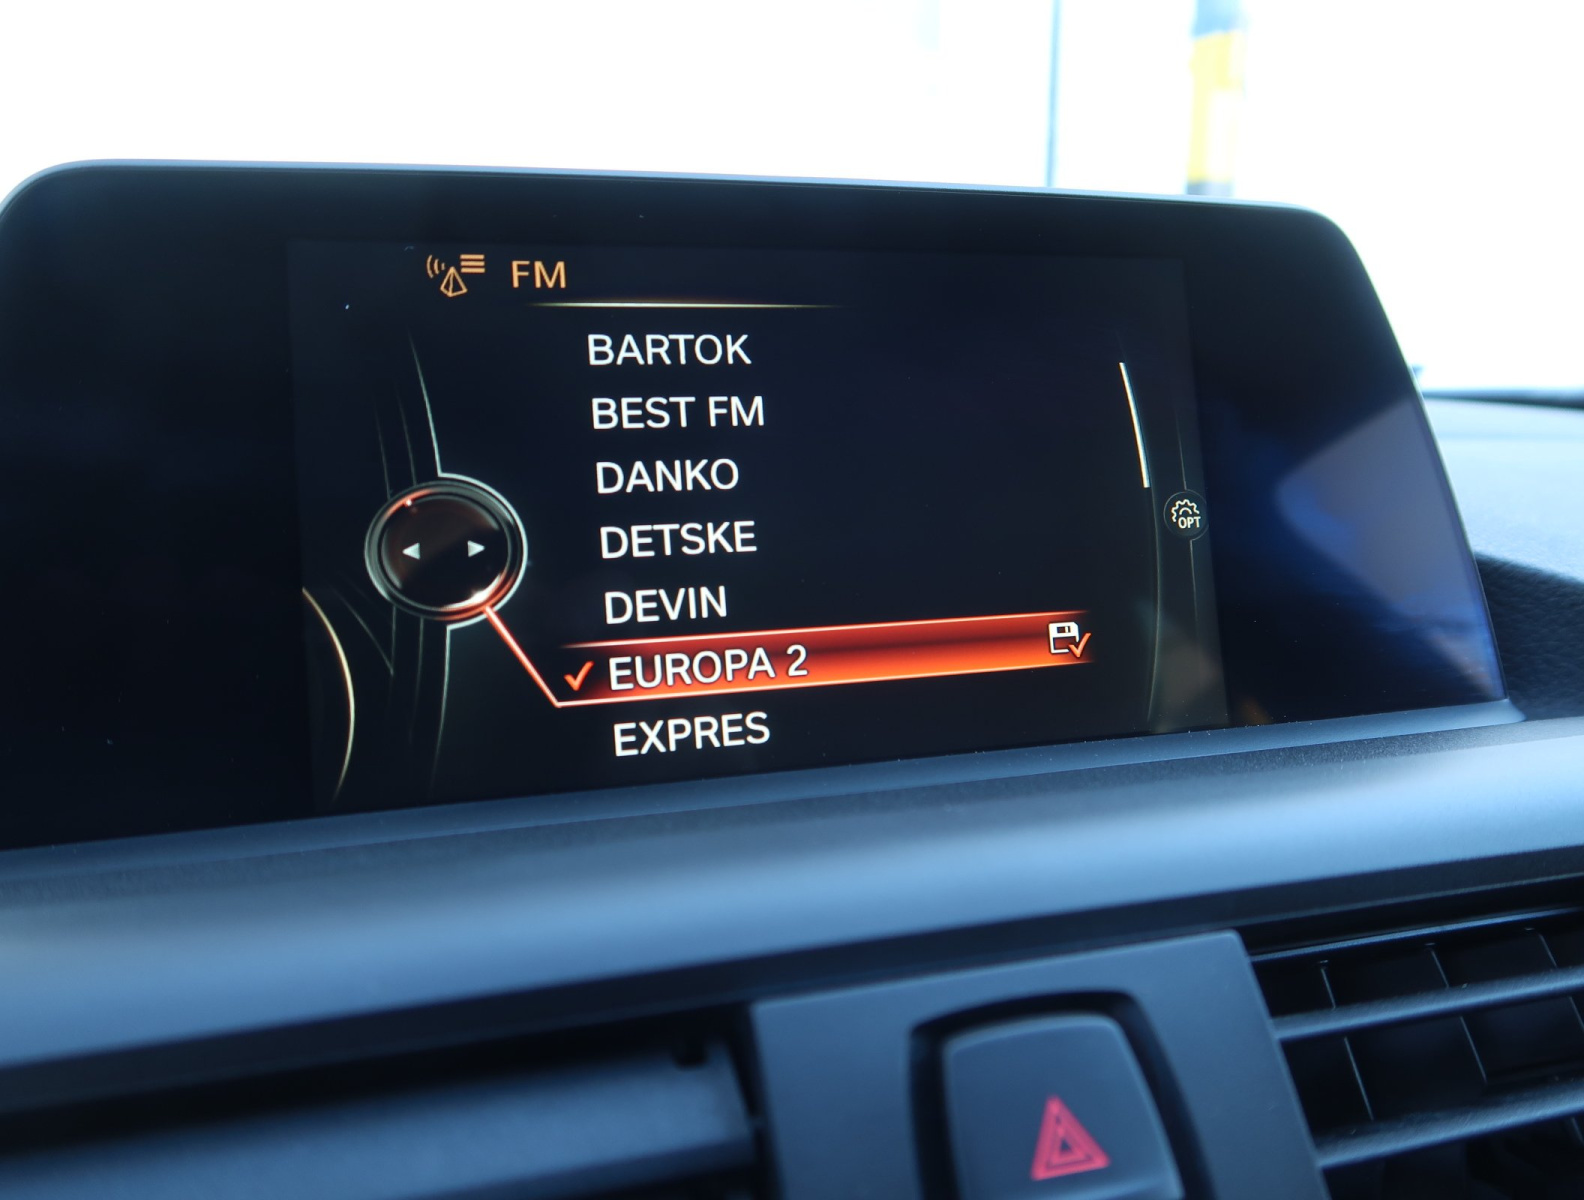 FM
BARTOK
BEST FM
DANKO
DETSKE
DEVIN
EUROPA 2
EXPRES
OPT